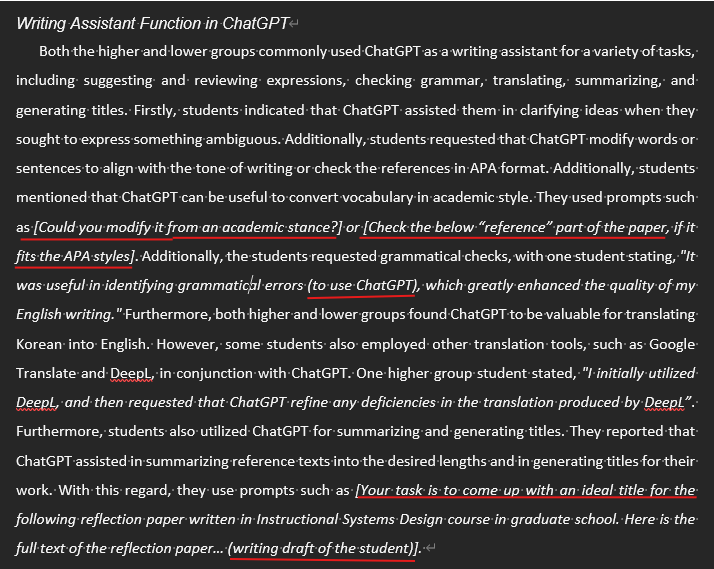 Writing Assistant Function in ChatGPT
Both the higher and lower groups commonly used ChatGPT as a writing assistant for a variety of tasks,
including suggesting and reviewing expressions, checking grammar, translating, summarizing, and
generating titles. Firstly, students indicated that ChatGPT assisted them in clarifying ideas when they
sought to express something ambiguous. Additionally, students requested that ChatGPT modify words or
sentences to align with the tone of writing or check the references in APA format. Additionally, students
mentioned that ChatGPT can be useful to convert vocabulary in academic style. They used prompts such
as [Could you modify it from an academic stance?] or [Check the below “reference” part of the paper, if it
fits the APA styles]. Additionally, the students requested grammatical checks, with one student stating, "It
was useful in identifying grammatical errors (to use ChatGPT), which greatly enhanced the quality of my
English writing." Furthermore, both higher and lower groups found ChatGPT to be valuable for translating
Korean into English. However, some students also employed other translation tools, such as Google
Translate and DeepL, in conjunction with ChatGPT. One higher group student stated, "I initially utilized
DeepL, and then requested that ChatGPT refine any deficiencies in the translation produced by DeepL”.
Furthermore, students also utilized ChatGPT for summarizing and generating titles. They reported that
ChatGPT assisted in summarizing reference texts into the desired lengths and in generating titles for their
work. With this regard, they use prompts such as [Your task is to come up with an ideal title for the
following reflection paper written in Instructional Systems Design course in graduate school. Here is the
full text of the reflection paper... (writing draft of the student)].